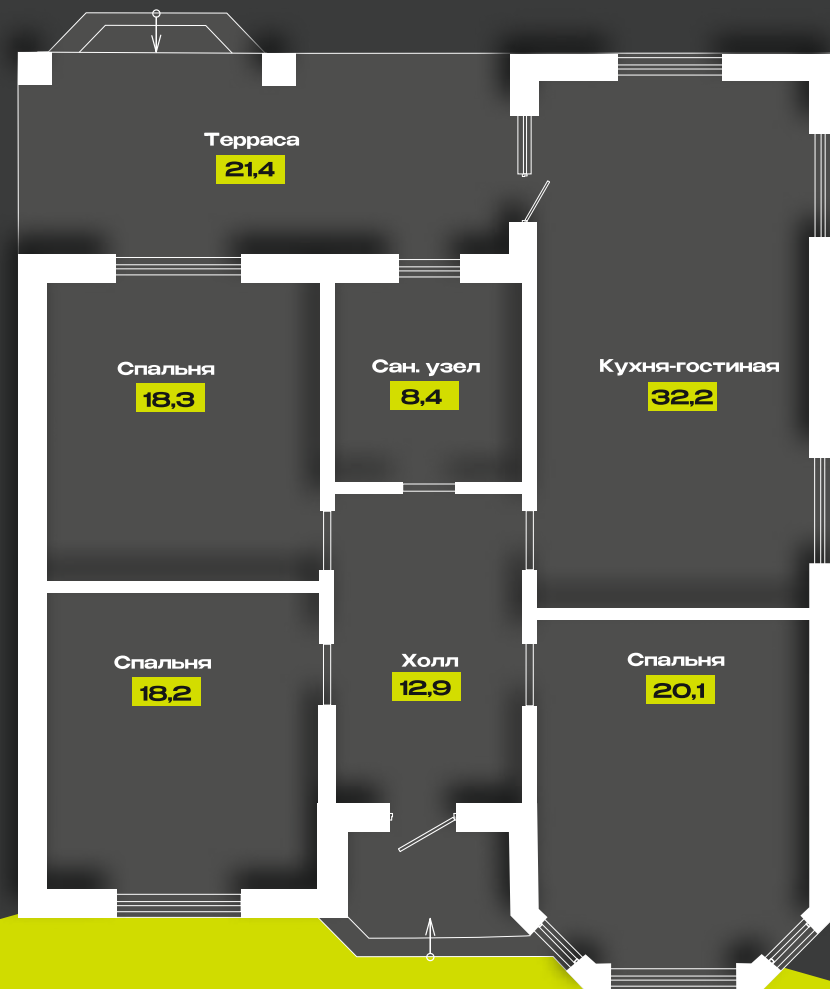 Терраса
21,4
Спальня
18,3
Сан. узел
8,4
Кухня-гостиная
32,2
Спальня
18,2
Холл
12,9
Спальня
20,1